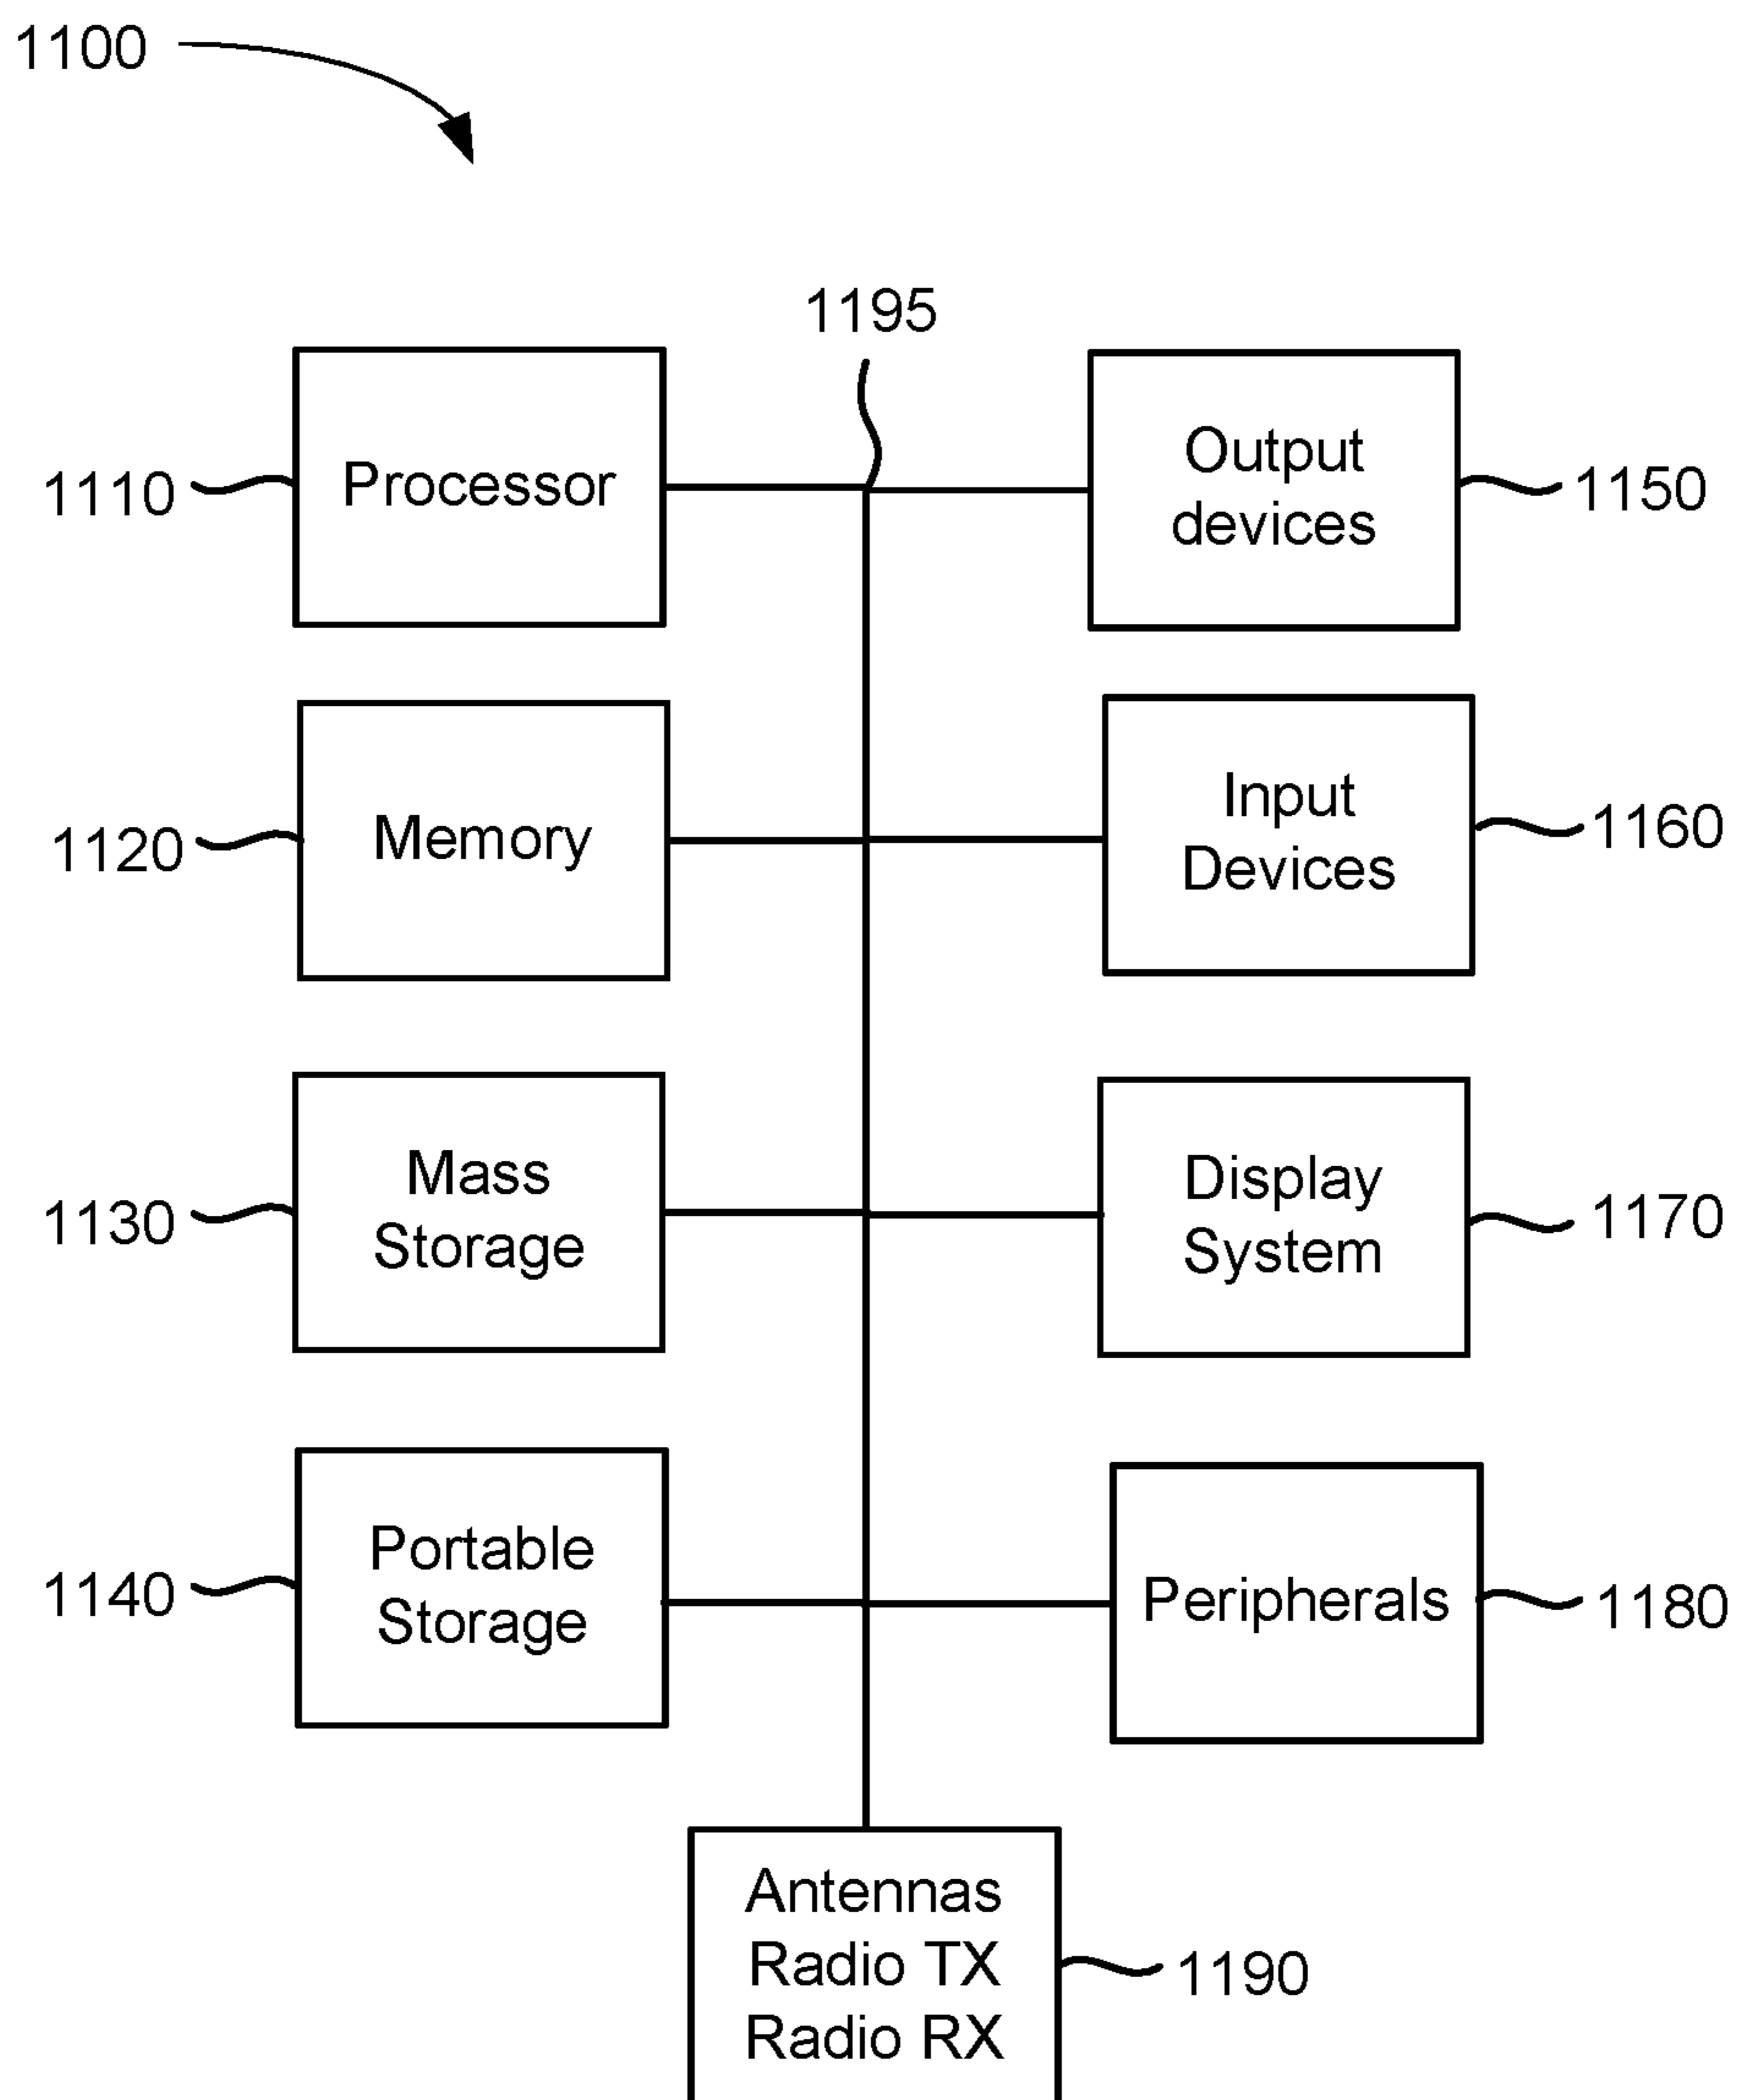 1100
1195
1110
Processor
Output
devices
1150
1120
Memory
Input
Devices
1160
1130
Mass
Storage
Display
System
1170
1140
Portable
Storage
Peripherals
1180
Antennas
Radio TX
Radio RX
1190